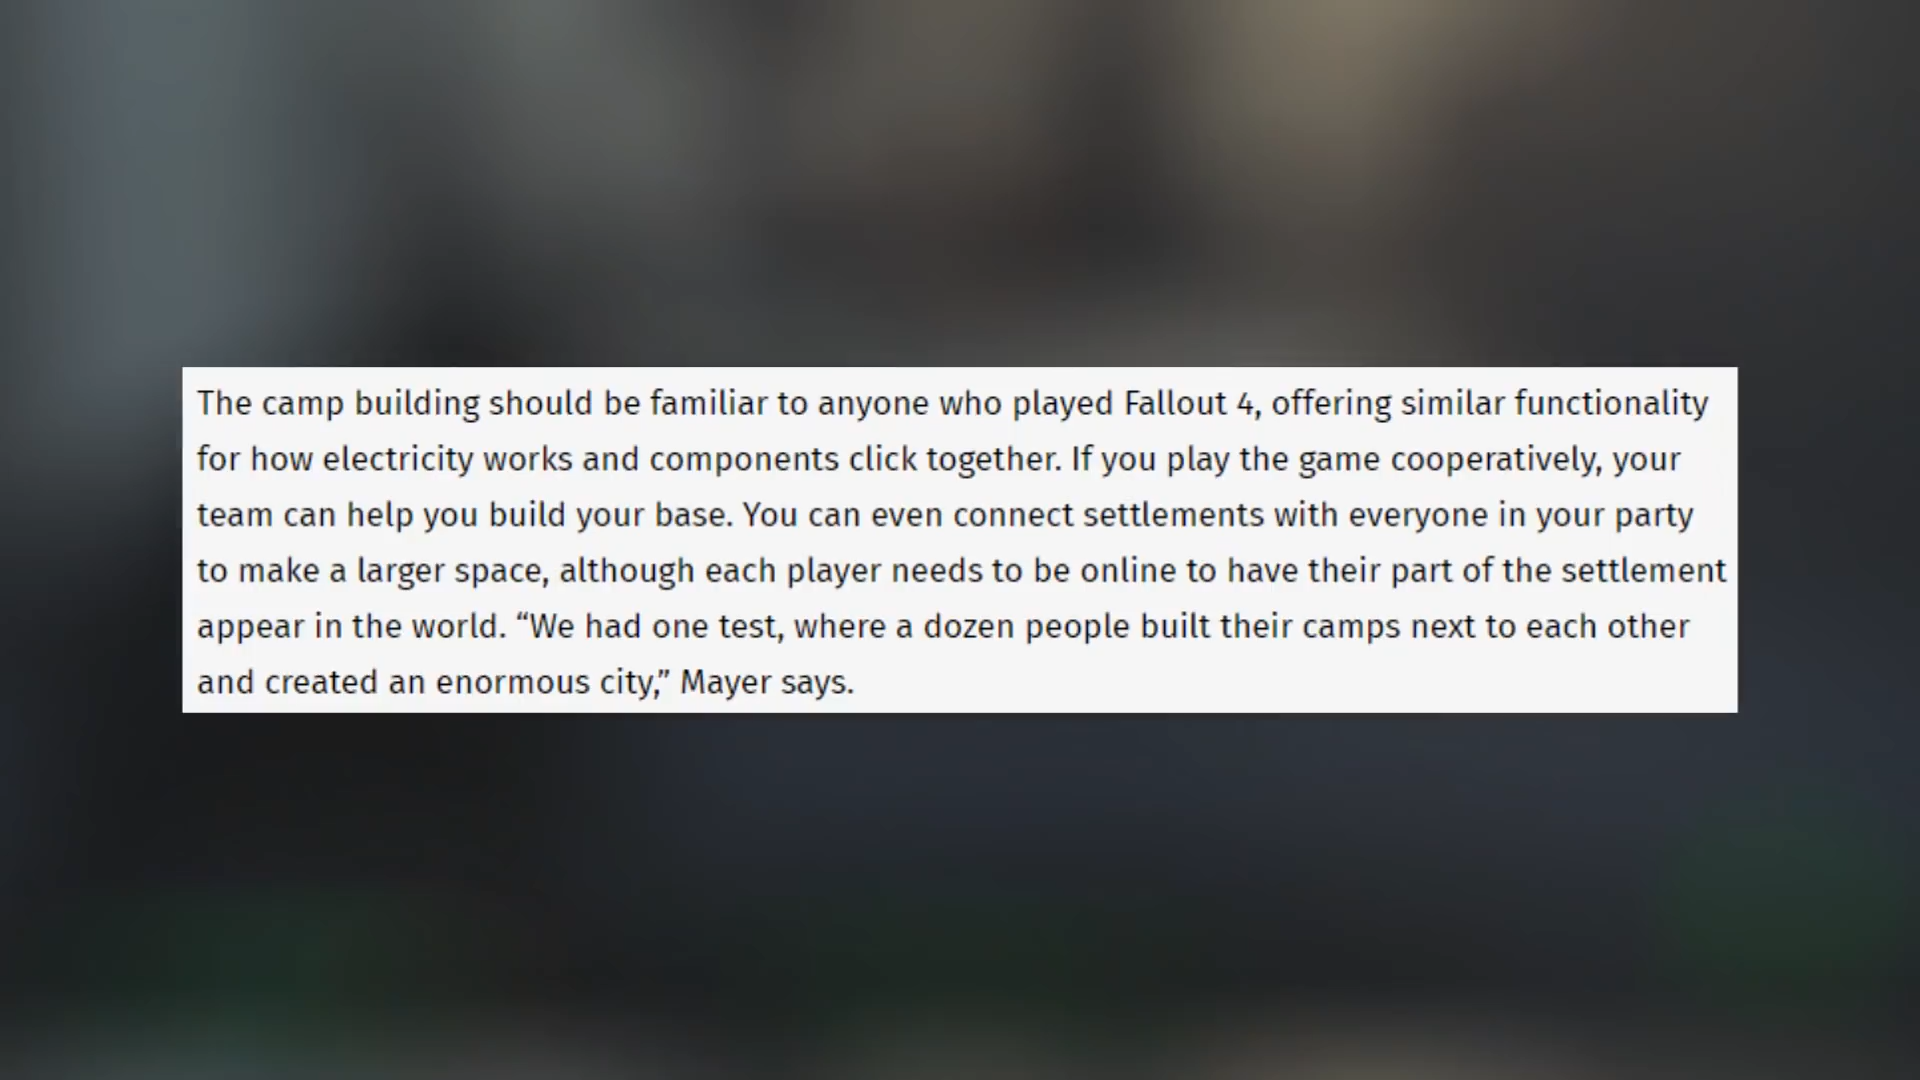 The camp building should be familiar to anyone who played Fallout 4, offering similar functionality
for how electricity works and components click together. If you play the game cooperatively, your
team can help you build your base. You can even connect settlements with everyone in your party
to make a larger space, although each player needs to be online to have their part of the settlement
appear in the world. “We had one test, where a dozen people built their camps next to each other
and created an enormous city,” Mayer says.